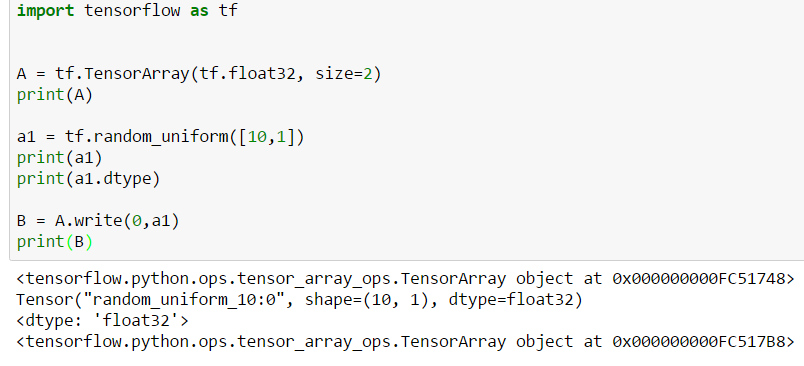 import tensorflow as tf
A = tf.TensorArray(tf.float32, size=2)
print(A)
a1 = tf.random_uniform([10,1])
print(a1)
print(a1.dtype)
B = A.write(0,a1)
print(B)
<tensorflow.python.ops.tensor_array_ops.TensorArray object at 0x000000000FC51748>
Tensor("random_uniform_10:0", shape=(10, 1), dtype=float32)
<dtype: 'float32'>
<tensorflow.python.ops.tensor_array_ops.TensorArray object at 0x000000000FC517B8>